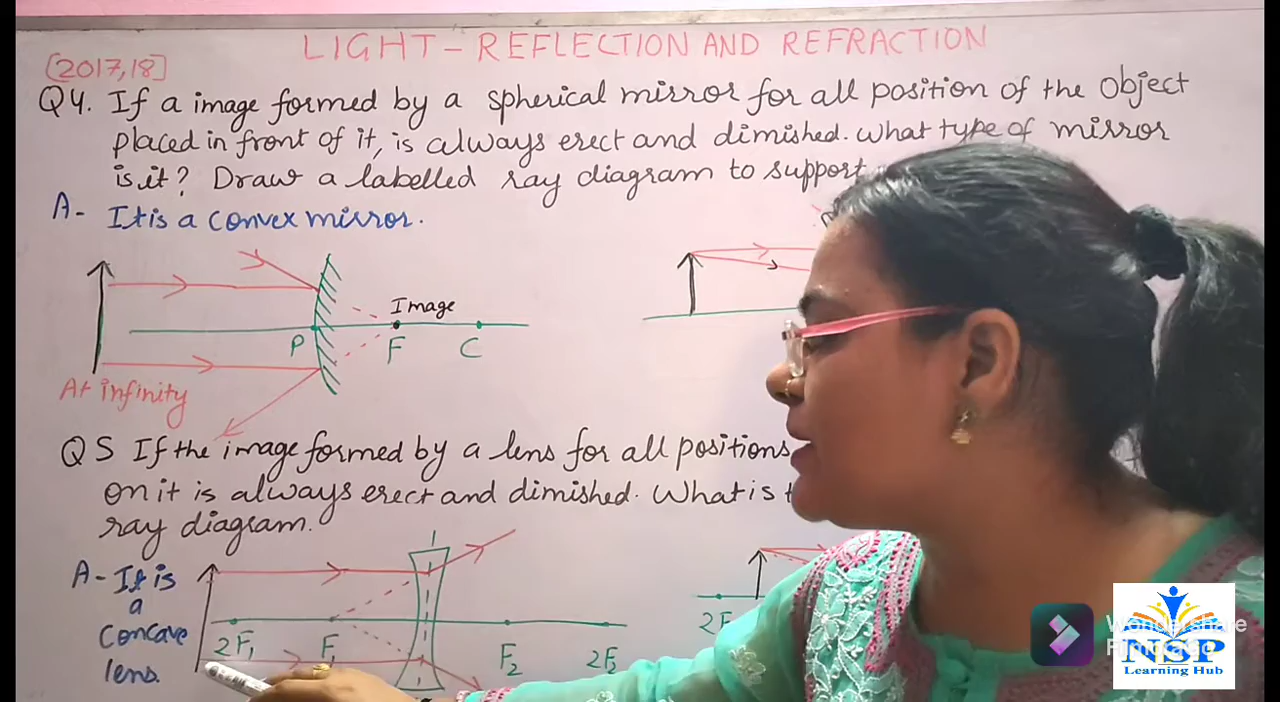 LIGHT - REFLECTION AND REFRACTION
[2017,18]
Q4. If a image formed by a spherical mirror for all position of the object
placed in front of it, is always erect and dimished. What type of mirror
is it? Draw a labelled ray diagram to support
A- It is a convex mirror.
Image
P F C
At infinity
Q5 If the image formed by a lens for all positions
on it is always erect and dimished. What is
ray diagram.
A- It is
a
concave
lens.
2F1 F1 F2 2F2
2F
Wondershare
NSP
Learning Hub